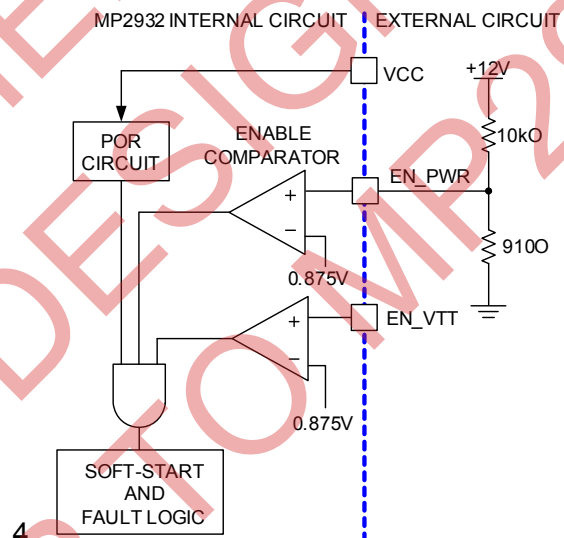 MP2932 INTERNAL CIRCUIT
EXTERNAL CIRCUIT
VCC
+12V
POR
CIRCUIT
ENABLE
COMPARATOR
10kO
EN_PWR
+
−
0.875V
910O
EN_VTT
+
−
0.875V
SOFT-START
AND
FAULT LOGIC
4